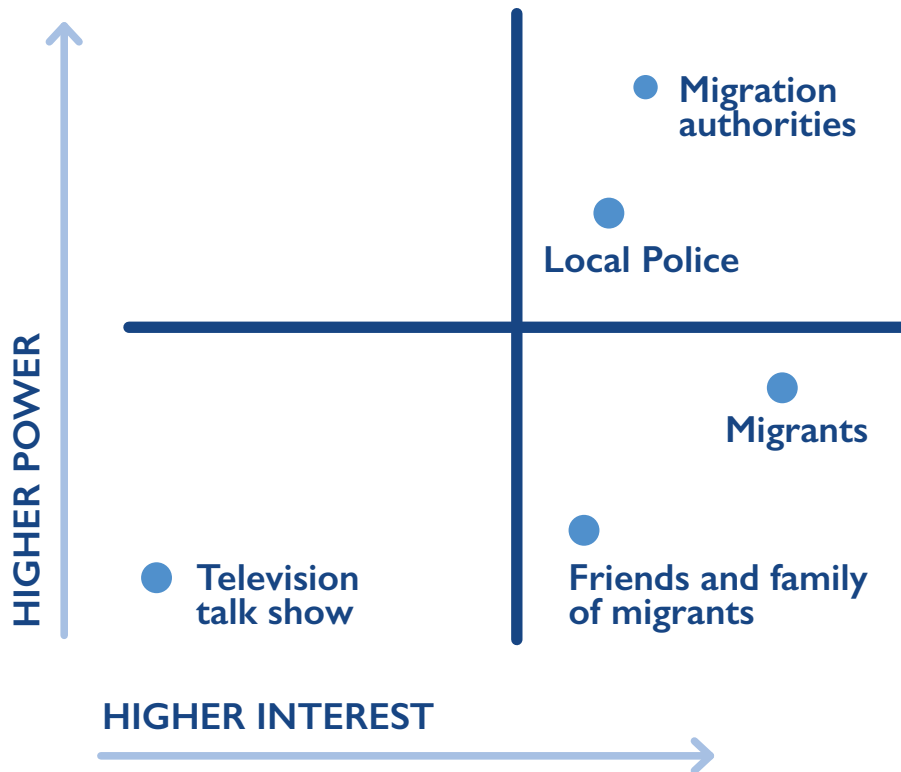 Migration
authorities
Local Police
HIGHER POWER
Migrants
Television
talk show
Friends and family
of migrants
HIGHER INTEREST